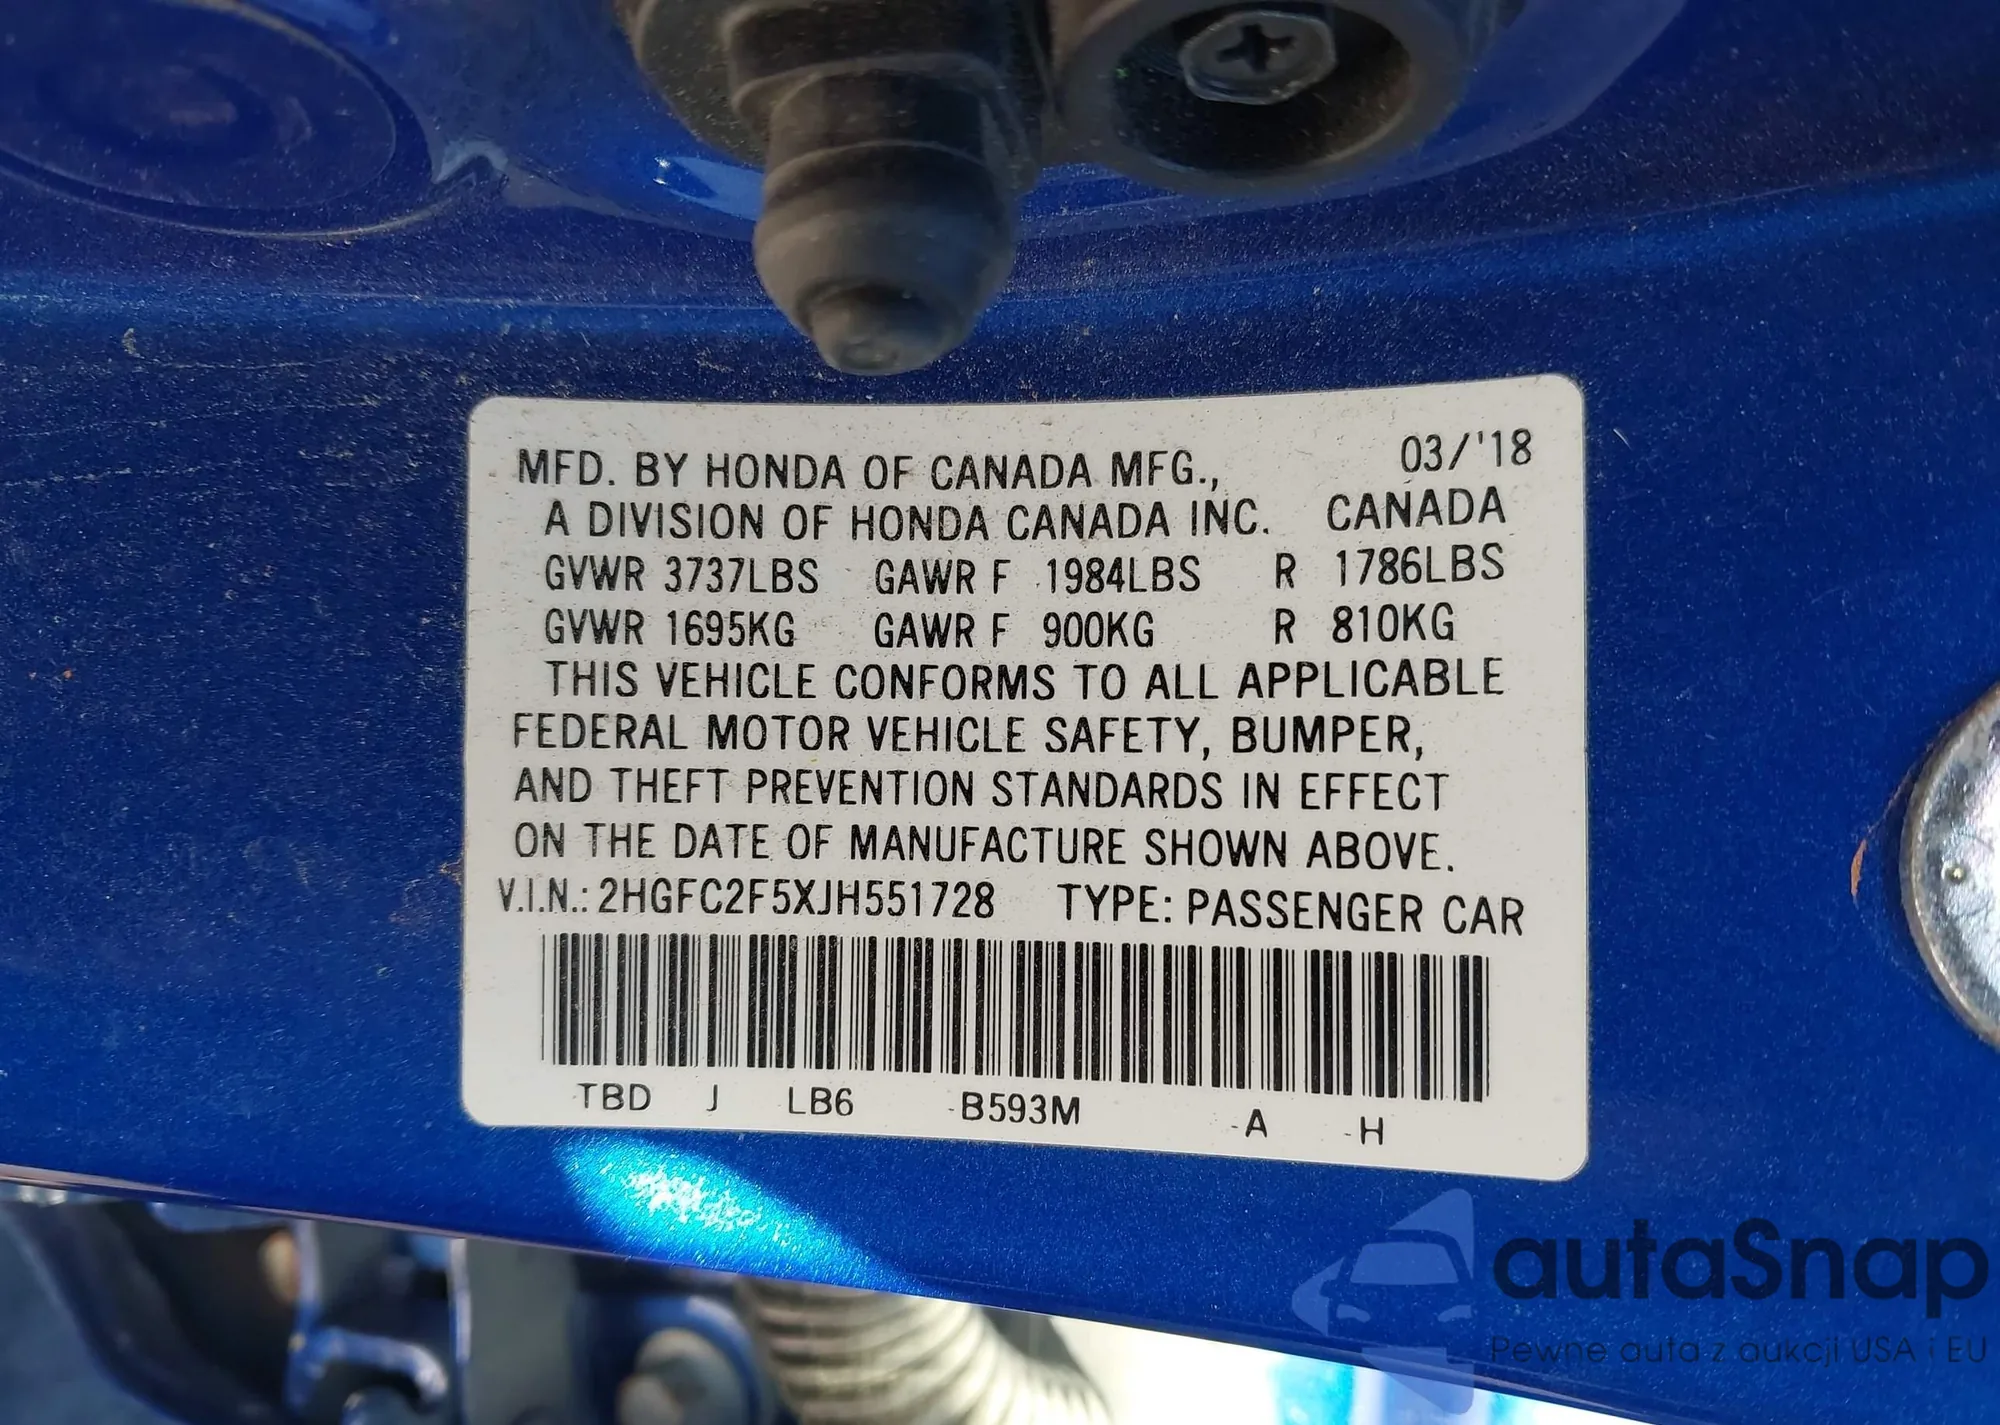 MFD. BY HONDA OF CANADA MFG., 03/'18
A DIVISION OF HONDA CANADA INC. CANADA
GVWR 3737LBS GAWR F 1984LBS R 1786LBS
GVWR 1695KG GAWR F 900KG R 810KG
THIS VEHICLE CONFORMS TO ALL APPLICABLE
FEDERAL MOTOR VEHICLE SAFETY, BUMPER,
AND THEFT PREVENTION STANDARDS IN EFFECT
ON THE DATE OF MANUFACTURE SHOWN ABOVE.
V.I.N.: 2HGFC2F5XJH551728 TYPE: PASSENGER CAR
TBD J LB6 -B593M -A -H
autaSnap
Pewne auta z aukcji USA i EU